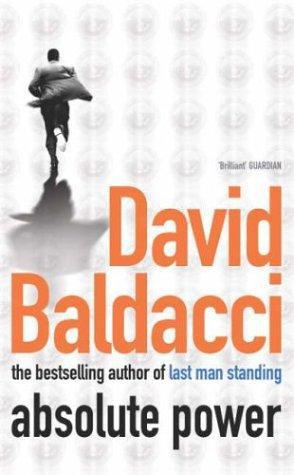 'Brilliant' GUARDIAN
David
Baldacci
the bestselling author of last man standing
absolute power